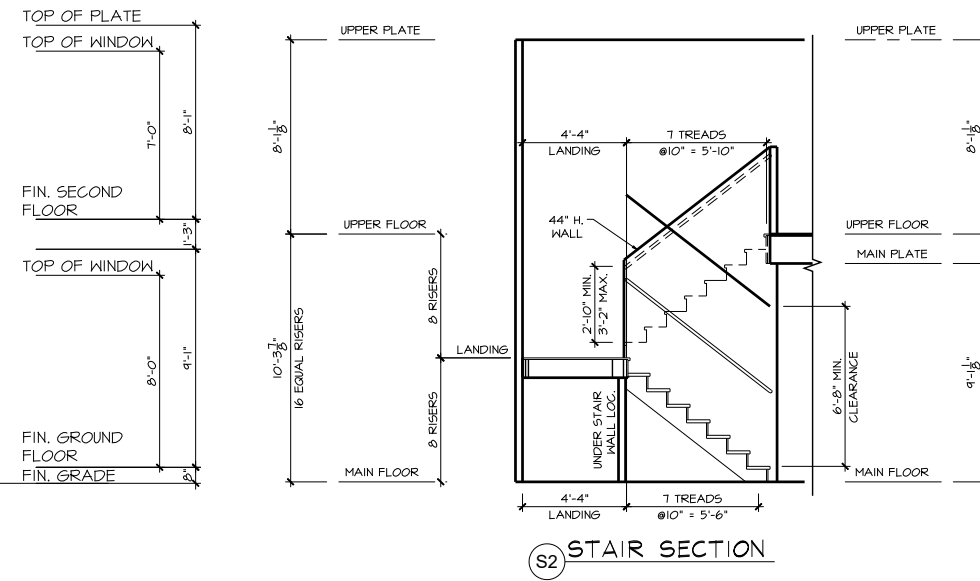 TOP OF PLATE
TOP OF WINDOW
7'-0"
8'-1"
FIN. SECOND
FLOOR
1'-3"
TOP OF WINDOW
8'-0"
9'-1"
FIN. GROUND
FLOOR
FIN. GRADE
8"
UPPER PLATE
8'-1 1/8"
UPPER FLOOR
10'-3 7/8"
16 EQUAL RISERS
8 RISERS
LANDING
8 RISERS
MAIN FLOOR
4'-4"
LANDING
7 TREADS
@10" = 5'-10"
44" H.
WALL
2'-10" MIN.
3'-2" MAX.
UNDER STAIR
WALL LOC.
6'-8" MIN.
CLEARANCE
4'-4"
LANDING
7 TREADS
@10" = 5'-6"
UPPER PLATE
8'-1 1/8"
UPPER FLOOR
MAIN PLATE
9'-1 1/8"
MAIN FLOOR
S2
STAIR SECTION